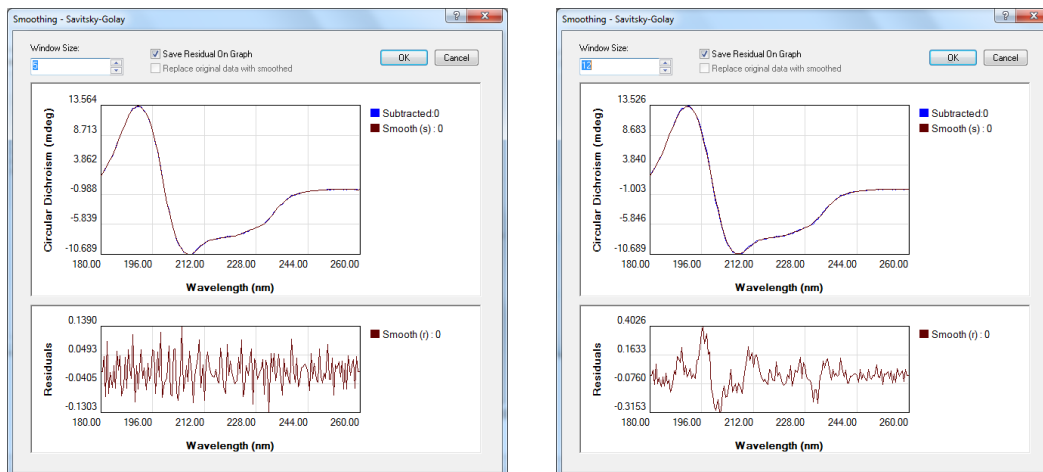 Smoothing - Savitsky-Golay
Window Size:
5
Save Residual On Graph
Replace original data with smoothed
OK
Cancel
13.564
8.713
3.862
-0.988
-5.839
-10.689
Circular Dichroism (mdeg)
180.00 196.00 212.00 228.00 244.00 260.00
Wavelength (nm)
Subtracted:0
Smooth (s) : 0
0.1390
0.0493
-0.0405
-0.1303
Residuals
180.00 196.00 212.00 228.00 244.00 260.00
Wavelength (nm)
Smooth (r) : 0
Smoothing - Savitsky-Golay
Window Size:
12
Save Residual On Graph
Replace original data with smoothed
OK
Cancel
13.526
8.683
3.840
-1.003
-5.846
-10.689
Circular Dichroism (mdeg)
180.00 196.00 212.00 228.00 244.00 260.00
Wavelength (nm)
Subtracted:0
Smooth (s) : 0
0.4026
0.1633
-0.0760
-0.3153
Residuals
180.00 196.00 212.00 228.00 244.00 260.00
Wavelength (nm)
Smooth (r) : 0